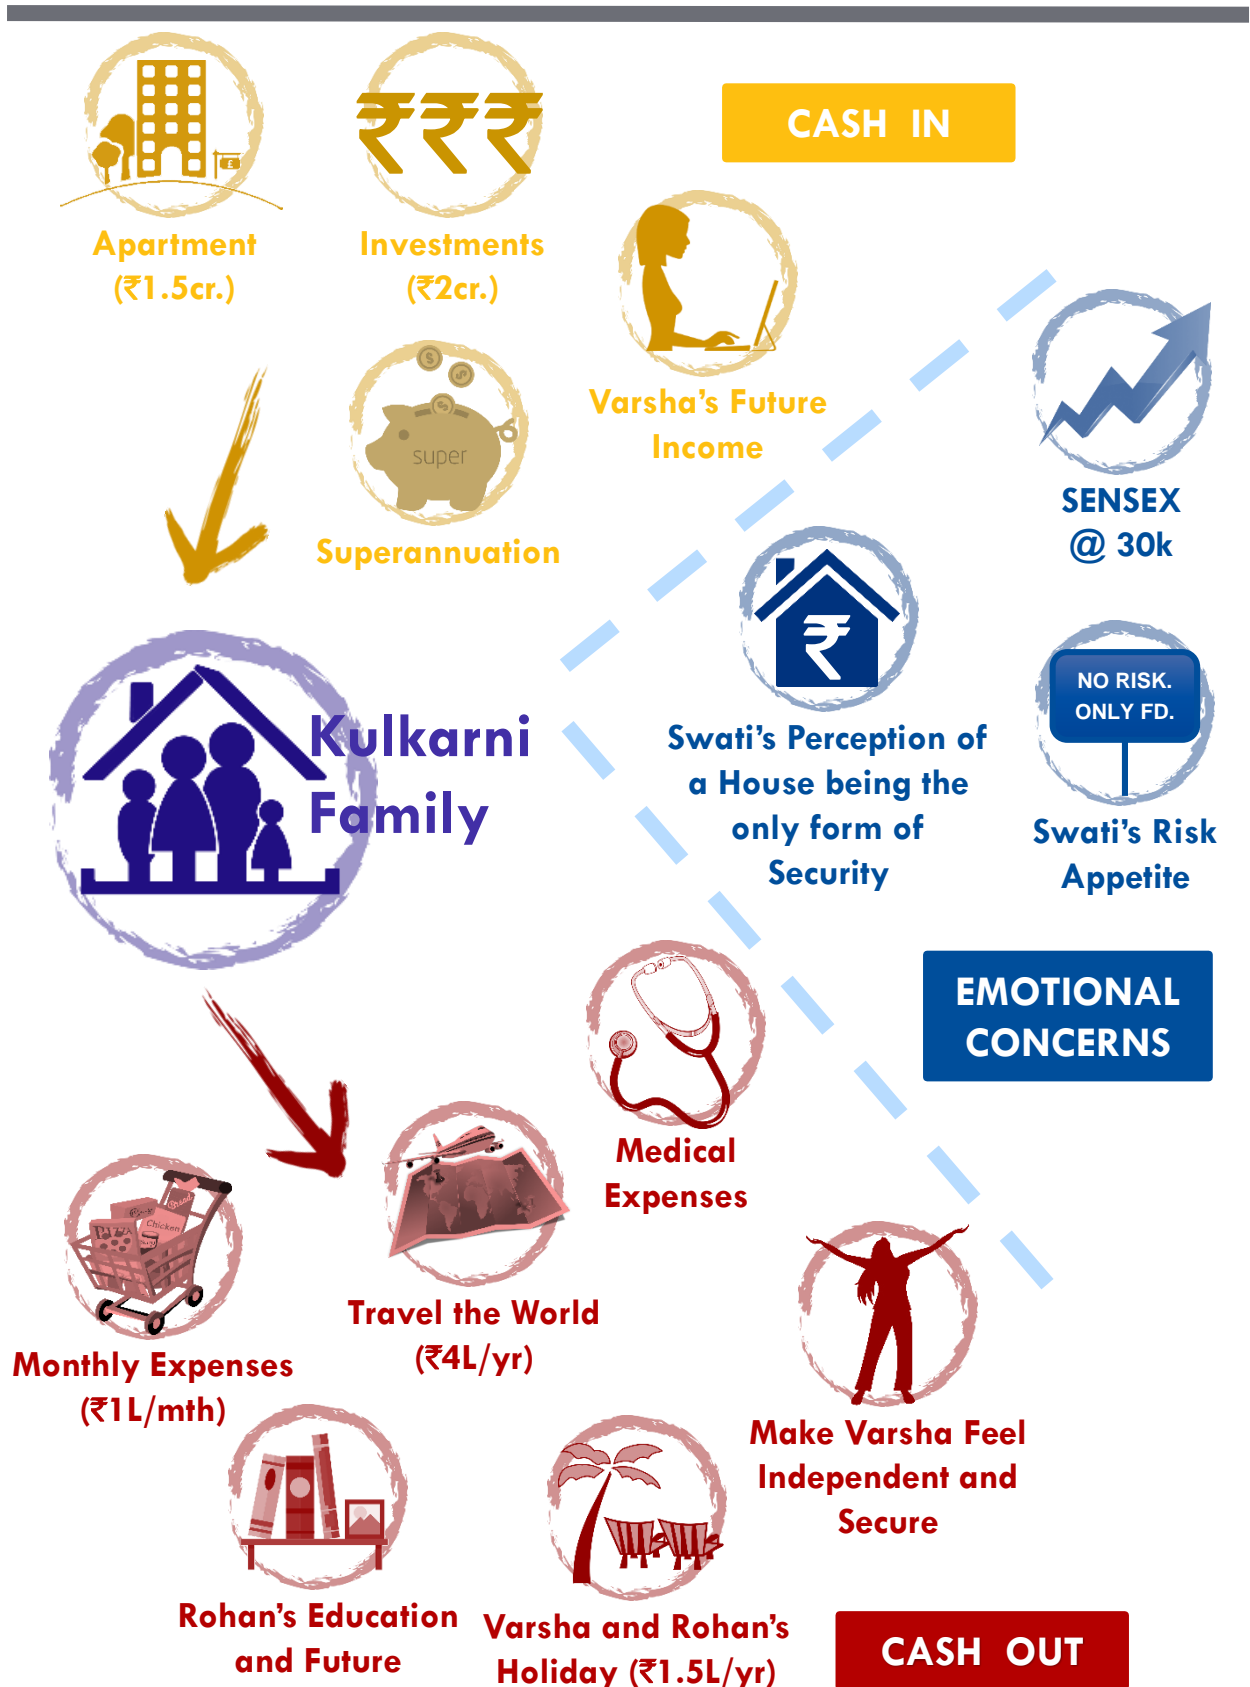 CASH IN
Apartment
(₹1.5cr.)
Investments
(₹2cr.)
Varsha's Future
Income
super
Superannuation
SENSEX
@ 30k
NO RISK.
ONLY FD.
Swati's Perception of
a House being the
only form of
Security
Swati's Risk
Appetite
Kulkarni
Family
EMOTIONAL
CONCERNS
Medical
Expenses
Travel the World
(₹4L/yr)
PIZZA
Chicken
Bread
Monthly Expenses
(₹1L/mth)
Make Varsha Feel
Independent and
Secure
Rohan's Education
and Future
Varsha and Rohan's
Holiday (₹1.5L/yr)
CASH OUT